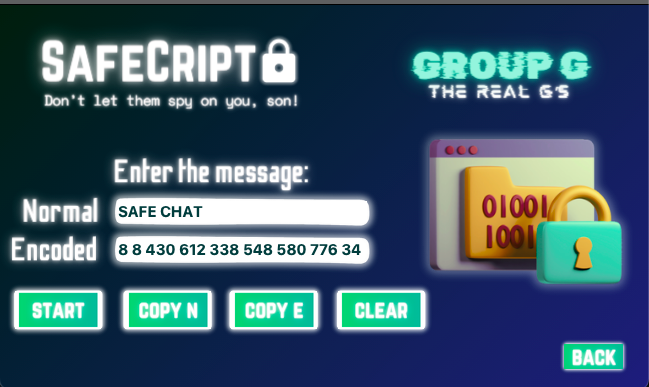 SAFECRIPT
Don't let them spy on you, son!
GROUP G
THE REAL G'S
Enter the message:
Normal SAFE CHAT
Encoded 8 8 430 612 338 548 580 776 34
01001
1001
START COPY N COPY E CLEAR
BACK